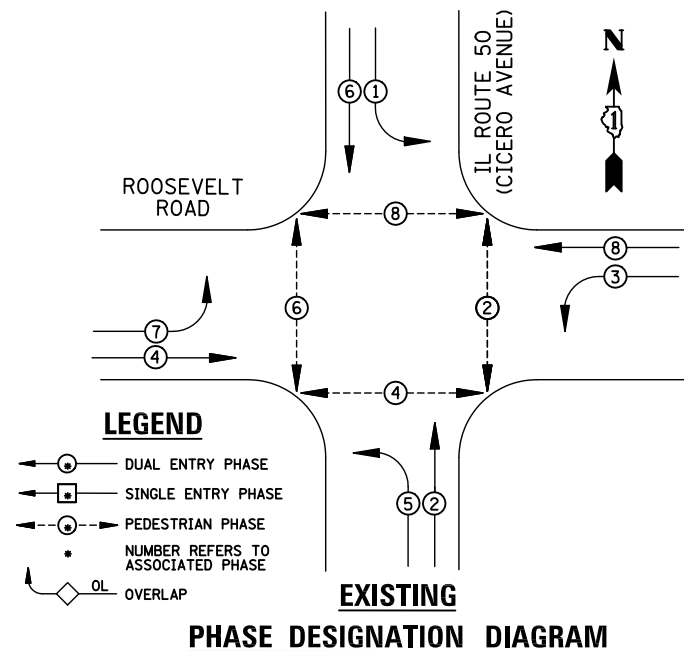 IL ROUTE 50
(CICERO AVENUE)
N
1
6
1
ROOSEVELT
ROAD
8
8
3
6
2
7
4
4
5
2
LEGEND
* DUAL ENTRY PHASE
* SINGLE ENTRY PHASE
* PEDESTRIAN PHASE
* NUMBER REFERS TO
ASSOCIATED PHASE
OL OVERLAP
EXISTING
PHASE DESIGNATION DIAGRAM